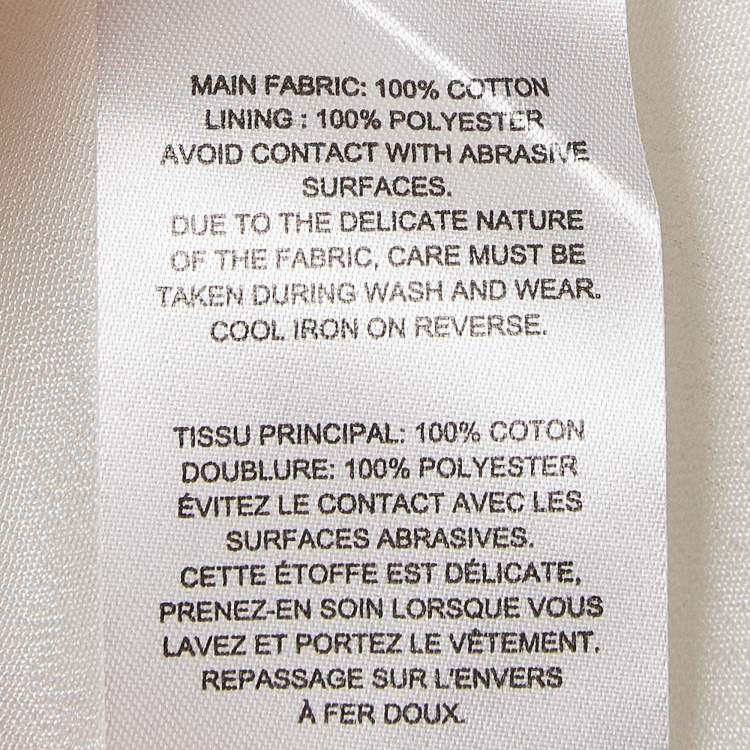 MAIN FABRIC: 100% COTTON
LINING : 100% POLYESTER
AVOID CONTACT WITH ABRASIVE
SURFACES.
DUE TO THE DELICATE NATURE
OF THE FABRIC, CARE MUST BE
TAKEN DURING WASH AND WEAR.
COOL IRON ON REVERSE.
TISSU PRINCIPAL: 100% COTON
DOUBLURE: 100% POLYESTER
ÉVITEZ LE CONTACT AVEC LES
SURFACES ABRASIVES.
CETTE ÉTOFFE EST DÉLICATE,
PRENEZ-EN SOIN LORSQUE VOUS
LAVEZ ET PORTEZ LE VÊTEMENT.
REPASSAGE SUR L'ENVERS
À FER DOUX.